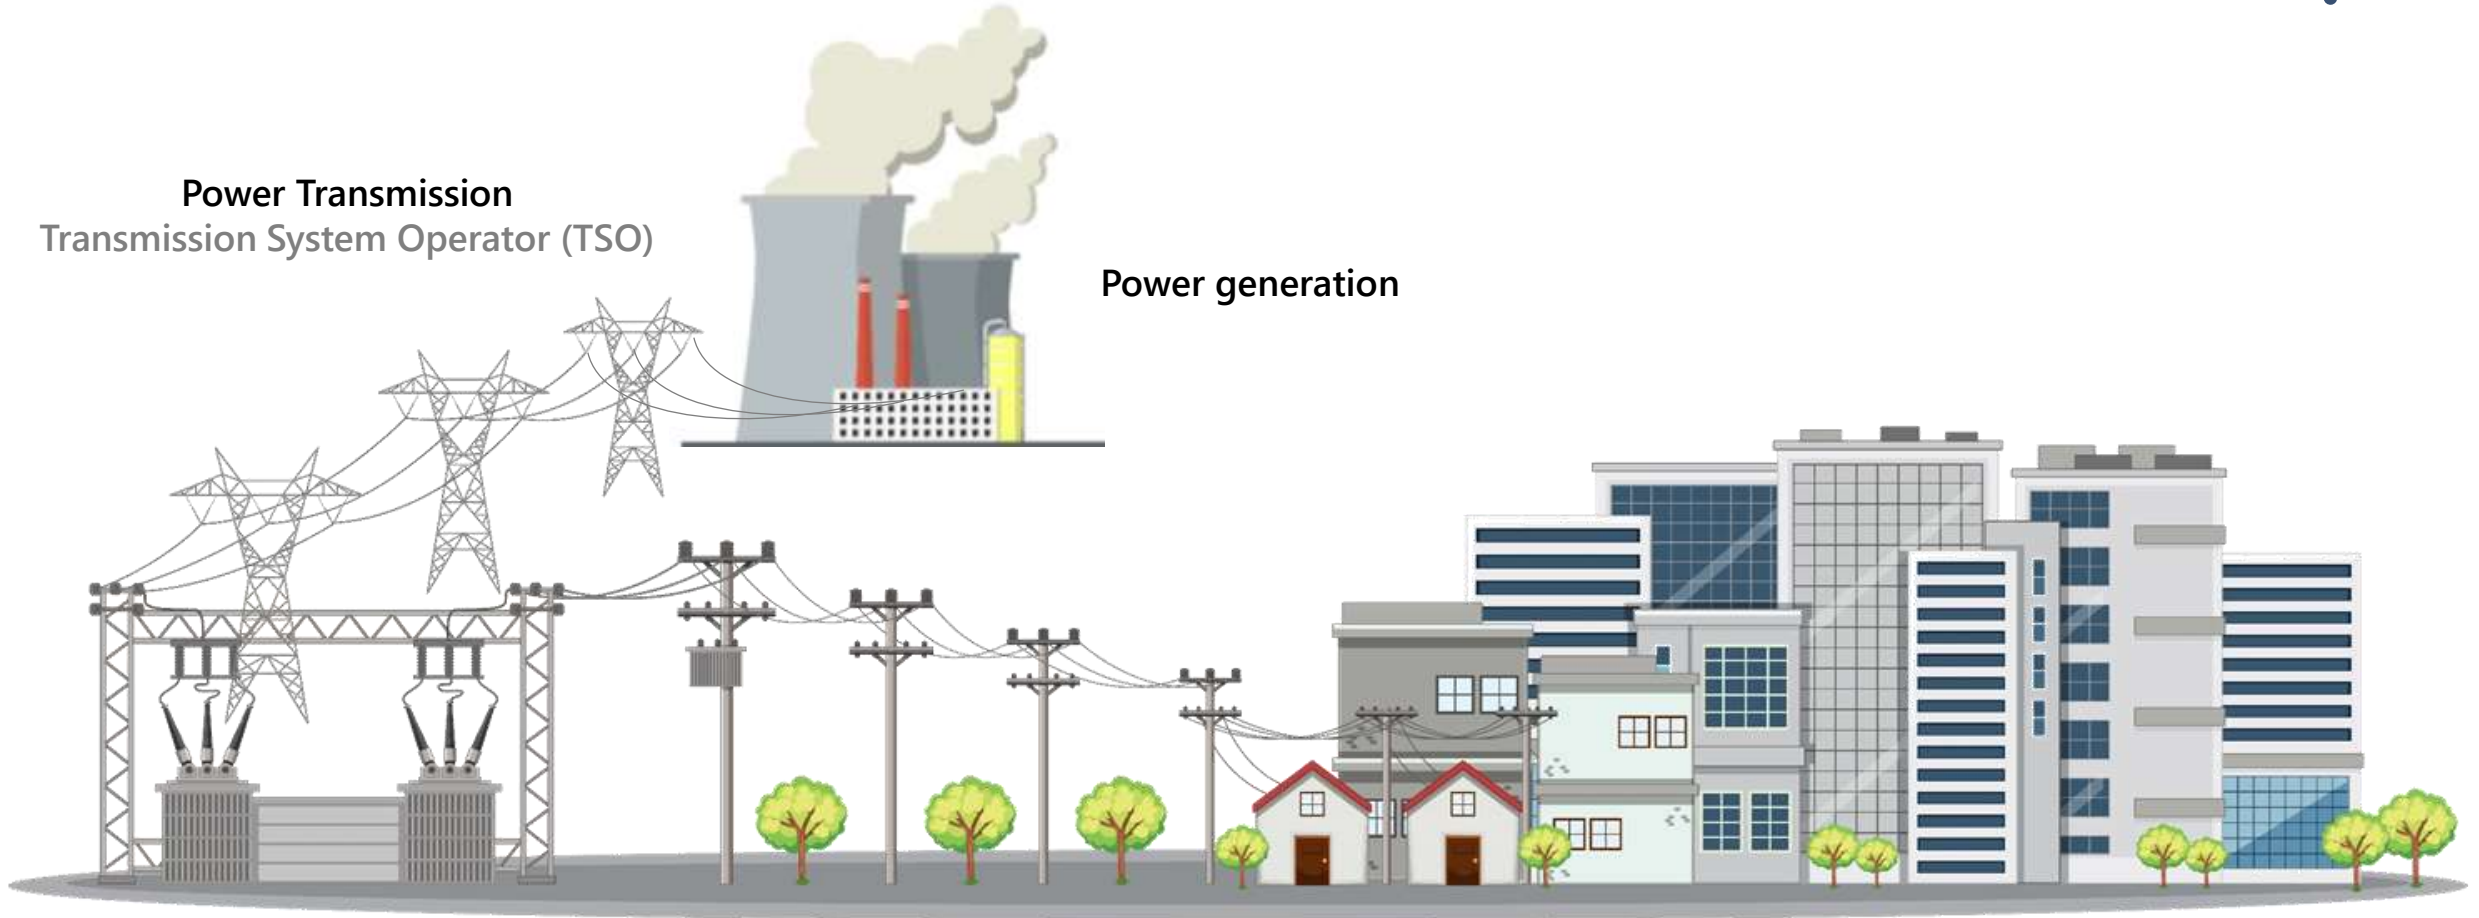 Power Transmission
Transmission System Operator (TSO)
Power generation